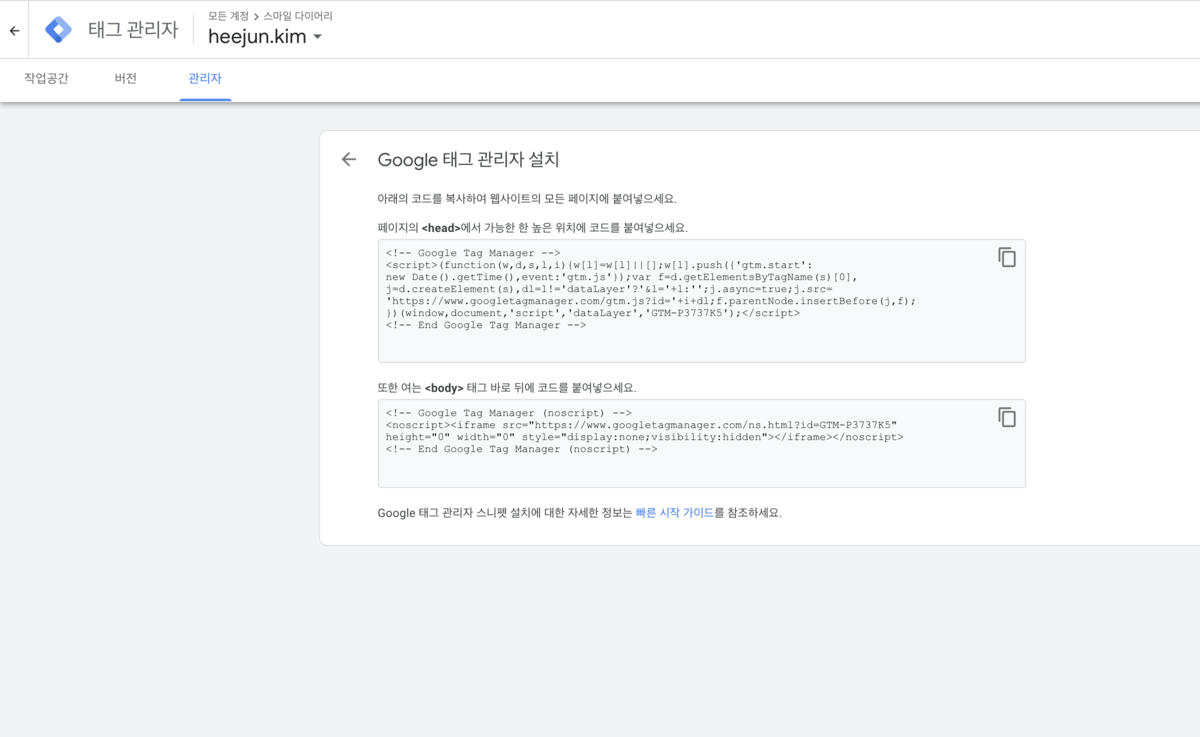 모든 계정 > 스마일 다이어리
태그 관리자
heejun.kim
작업공간 버전 관리자
Google 태그 관리자 설치
아래의 코드를 복사하여 웹사이트의 모든 페이지에 붙여넣으세요.
페이지의 <head>에서 가능한 한 높은 위치에 코드를 붙여넣으세요.
<!-- Google Tag Manager -->
<script>(function(w,d,s,l,i){w[l]=w[l]||[];w[l].push({'gtm.start':
new Date().getTime(),event:'gtm.js'});var f=d.getElementsByTagName(s)[0],
j=d.createElement(s),dl=l!='dataLayer'?'&l='+l:'';j.async=true;j.src=
'https://www.googletagmanager.com/gtm.js?id='+i+dl;f.parentNode.insertBefore(j,f);
})(window,document,'script','dataLayer','GTM-P3737K5');</script>
<!-- End Google Tag Manager -->
또한 여는 <body> 태그 바로 뒤에 코드를 붙여넣으세요.
<!-- Google Tag Manager (noscript) -->
<noscript><iframe src="https://www.googletagmanager.com/ns.html?id=GTM-P3737K5"
height="0" width="0" style="display:none;visibility:hidden"></iframe></noscript>
<!-- End Google Tag Manager (noscript) -->
Google 태그 관리자 스니펫 설치에 대한 자세한 정보는 빠른 시작 가이드를 참조하세요.